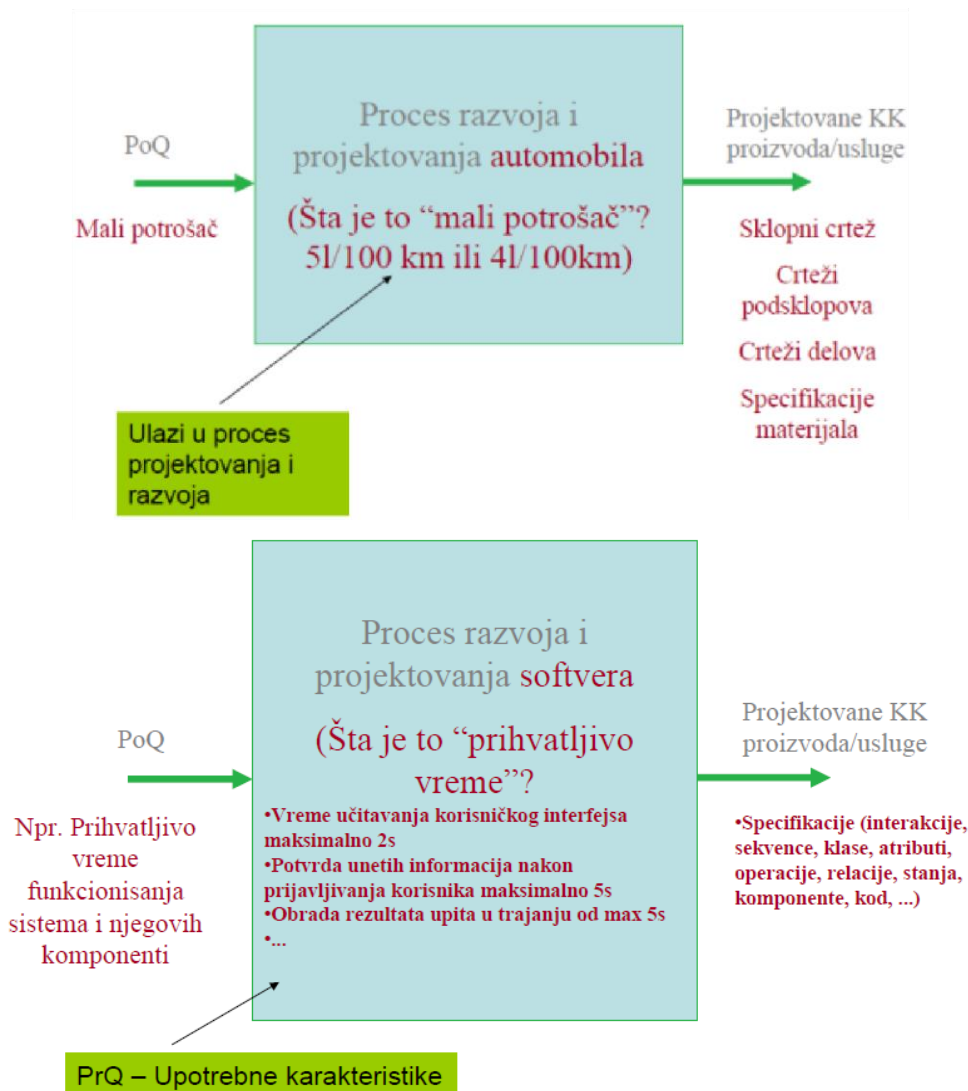 PoQ
Mali potrošač
Proces razvoja i
projektovanja automobila
(Šta je to “mali potrošač”?
5l/100 km ili 4l/100km)
Projektovane KK
proizvoda/usluge
Sklopni crtež
Crteži
podsklopova
Crteži delova
Specifikacije
materijala
Ulazi u proces
projektovanja i
razvoja
PoQ
Npr. Prihvatljivo
vreme
funkcionisanja
sistema i njegovih
komponenti
Proces razvoja i
projektovanja softvera
(Šta je to “prihvatljivo
vreme”?
•Vreme učitavanja korisničkog interfejsa
maksimalno 2s
•Potvrda unetih informacija nakon
prijavljivanja korisnika maksimalno 5s
•Obrada rezultata upita u trajanju od max 5s
•...
Projektovane KK
proizvoda/usluge
•Specifikacije (interakcije,
sekvence, klase, atributi,
operacije, relacije, stanja,
komponente, kod, ...)
PrQ – Upotrebne karakteristike